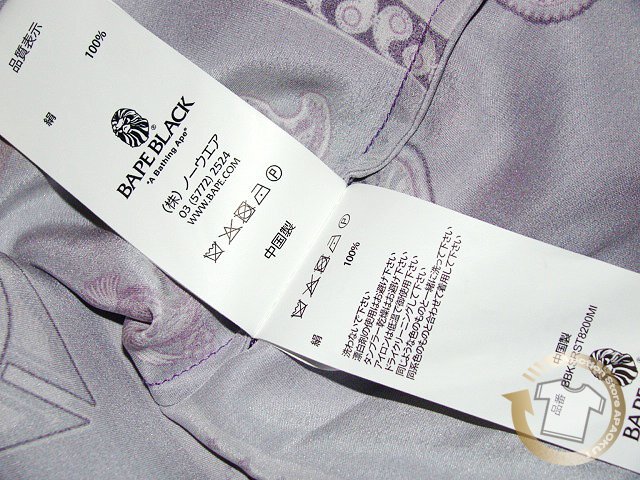 品質表示
絹 100%
BAPE BLACK®
"A Bathing Ape"
(株) ノーウエア
03 (5772) 2524
WWW.BAPE.COM
中国製
絹 100%
洗わないで下さい
漂白剤の使用はお避け下さい
タンブラー乾燥はお避け下さい
アイロンは低温で御使用下さい
ドライクリーニングして下さい
同じような色のものと一緒に洗って下さい
同系色のものと合わせて着用して下さい
中国製
品番
Store APAOKU
BAPE